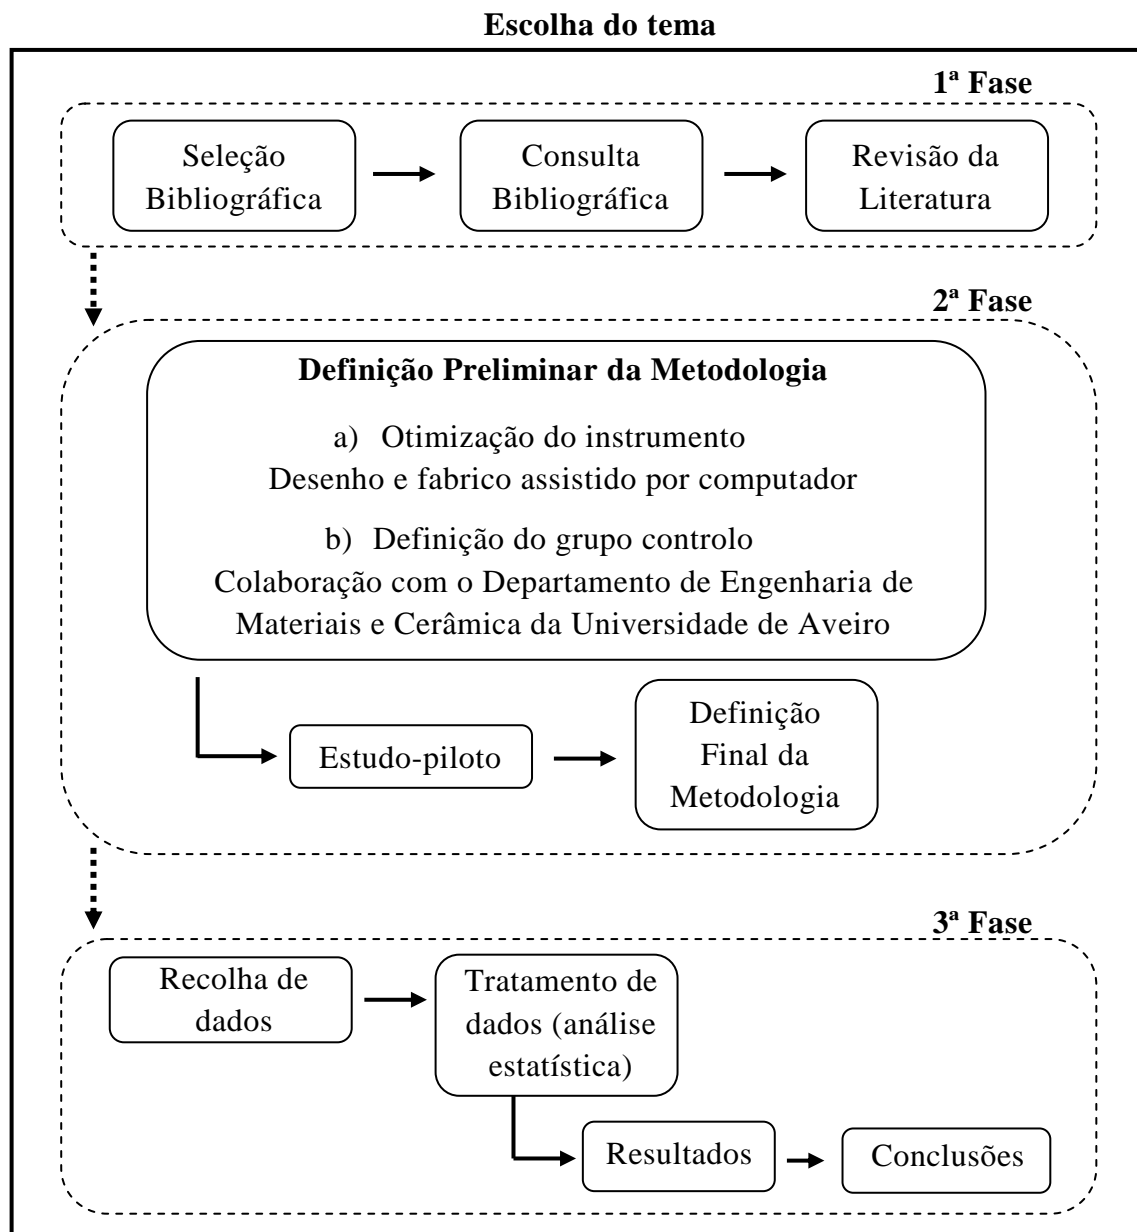 Escolha do tema
1ª Fase
Seleção
Bibliográfica
Consulta
Bibliográfica
Revisão da
Literatura
2ª Fase
Definição Preliminar da Metodologia
a) Otimização do instrumento
Desenho e fabrico assistido por computador
b) Definição do grupo controlo
Colaboração com o Departamento de Engenharia de
Materiais e Cerâmica da Universidade de Aveiro
Estudo-piloto
Definição
Final da
Metodologia
3ª Fase
Recolha de
dados
Tratamento de
dados (análise
estatística)
Resultados
Conclusões